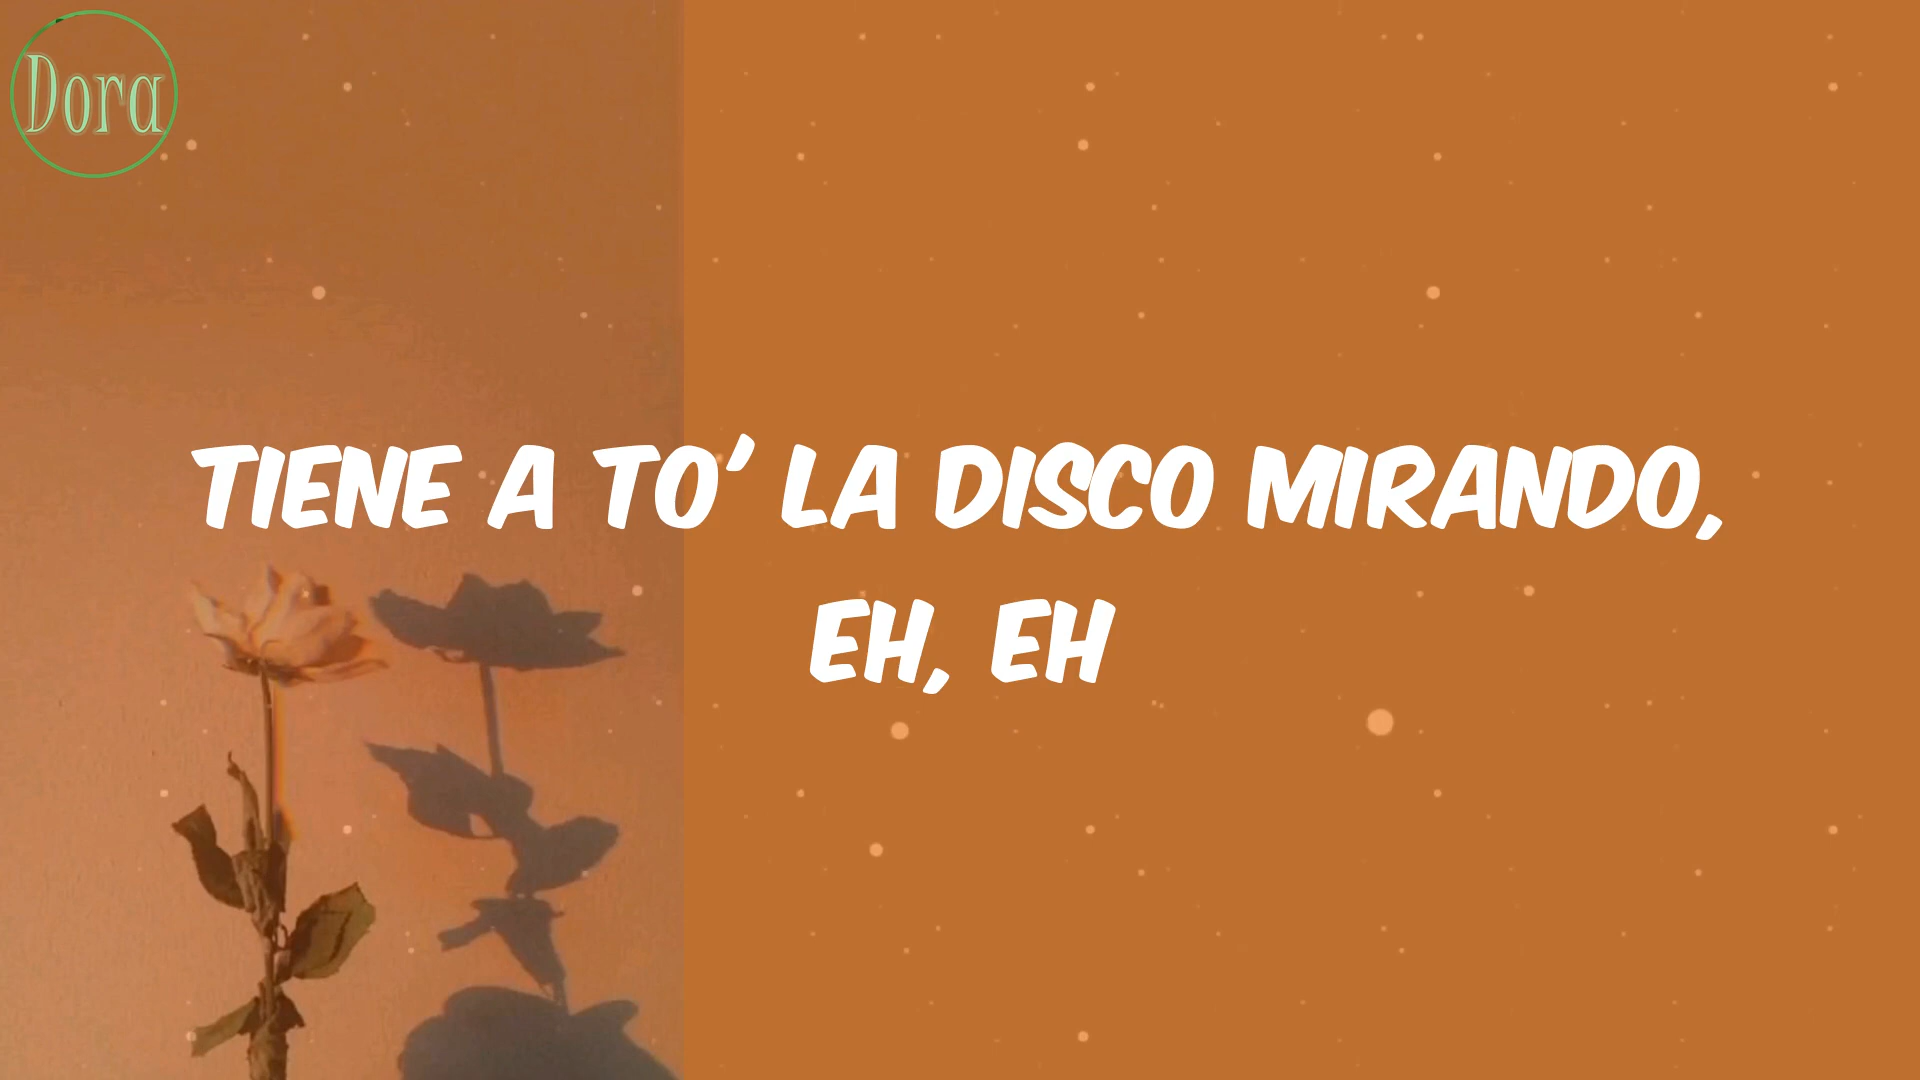 Dora
TIENE A TO' LA DISCO MIRANDO,
EH, EH